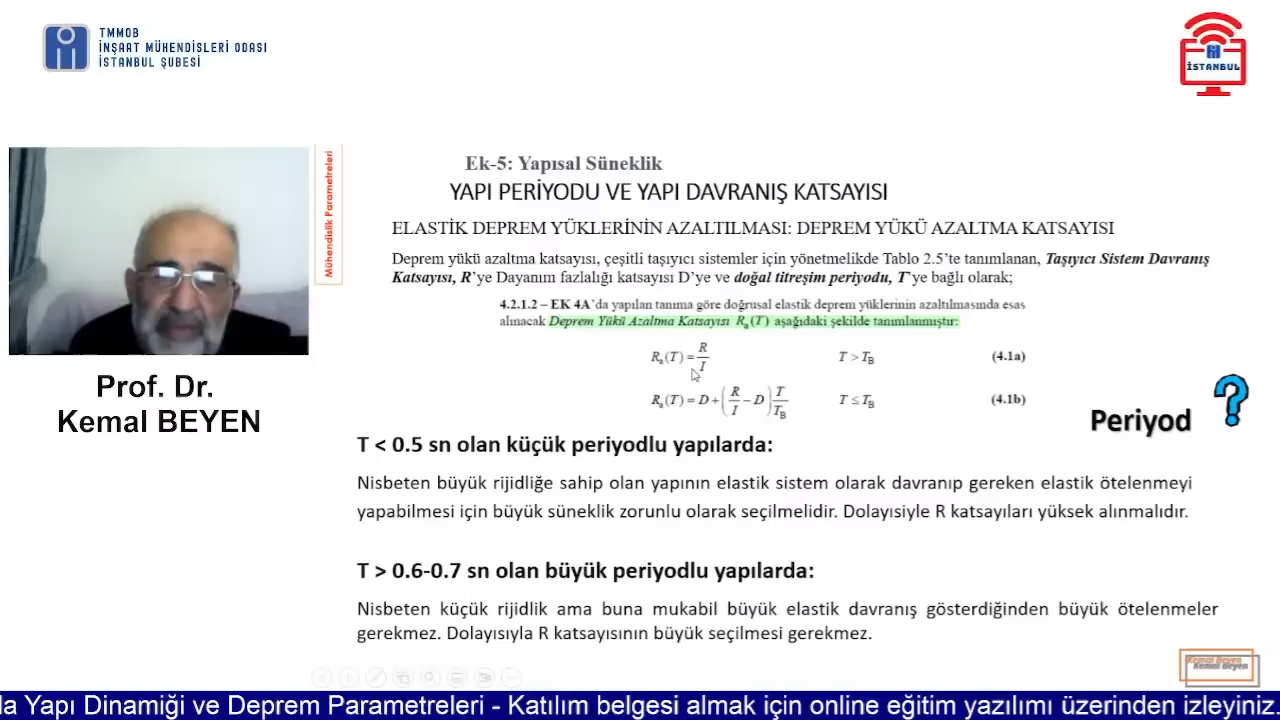 TMMOB
İNŞAAT MÜHENDİSLERİ ODASI
İSTANBUL ŞUBESİ
İSTANBUL
Mühendislik Parametreleri
Ek-5: Yapısal Süneklik
YAPI PERİYODU VE YAPI DAVRANIŞ KATSAYISI
ELASTİK DEPREM YÜKLERİNİN AZALTILMASI: DEPREM YÜKÜ AZALTMA KATSAYISI
Deprem yükü azaltma katsayısı, çeşitli taşıyıcı sistemler için yönetmelikde Tablo 2.5'te tanımlanan, Taşıyıcı Sistem Davranış
Katsayısı, R'ye Dayanım fazlalığı katsayısı D'ye ve doğal titreşim periyodu, T'ye bağlı olarak;
4.2.1.2 – EK 4A'da yapılan tanıma göre doğrusal elastik deprem yüklerinin azaltılmasında esas
alınacak Deprem Yükü Azaltma Katsayısı Rₐ(T) aşağıdaki şekilde tanımlanmıştır:
Rₐ(T) = R/I T > T_B (4.1a)
Rₐ(T) = D + (R/I − D) T/T_B T ≤ T_B (4.1b)
Periyod
T < 0.5 sn olan küçük periyodlu yapılarda:
Nisbeten büyük rijidliğe sahip olan yapının elastik sistem olarak davranıp gereken elastik ötelenmeyi
yapabilmesi için büyük süneklik zorunlu olarak seçilmelidir. Dolayısiyle R katsayıları yüksek alınmalıdır.
T > 0.6-0.7 sn olan büyük periyodlu yapılarda:
Nisbeten küçük rijidlik ama buna mukabil büyük elastik davranış gösterdiğinden büyük ötelenmeler
gerekmez. Dolayısıyla R katsayısının büyük seçilmesi gerekmez.
Prof. Dr.
Kemal BEYEN
Kemal Beyen
Kemal Beyen
da Yapı Dinamiği ve Deprem Parametreleri - Katılım belgesi almak için online eğitim yazılımı üzerinden izleyiniz.